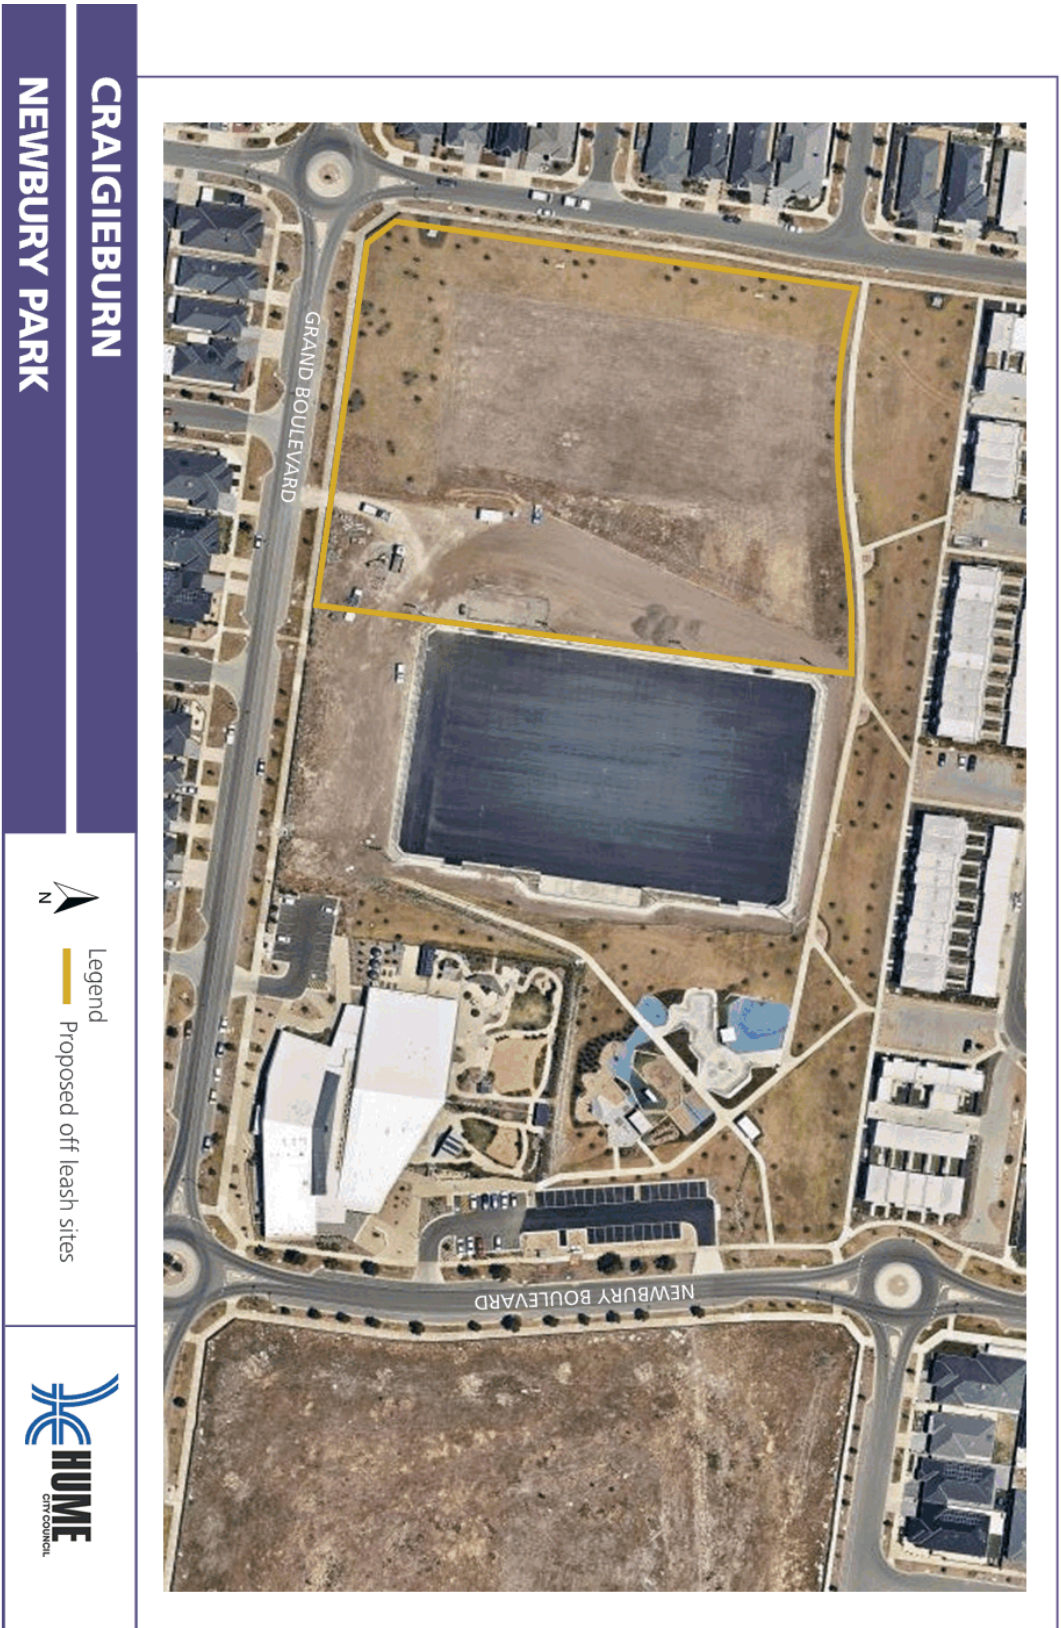 CRAIGIEBURN
NEWBURY PARK
GRAND BOULEVARD
NEWBURY BOULEVARD
N
Legend
Proposed off leash sites
HUME
CITY COUNCIL